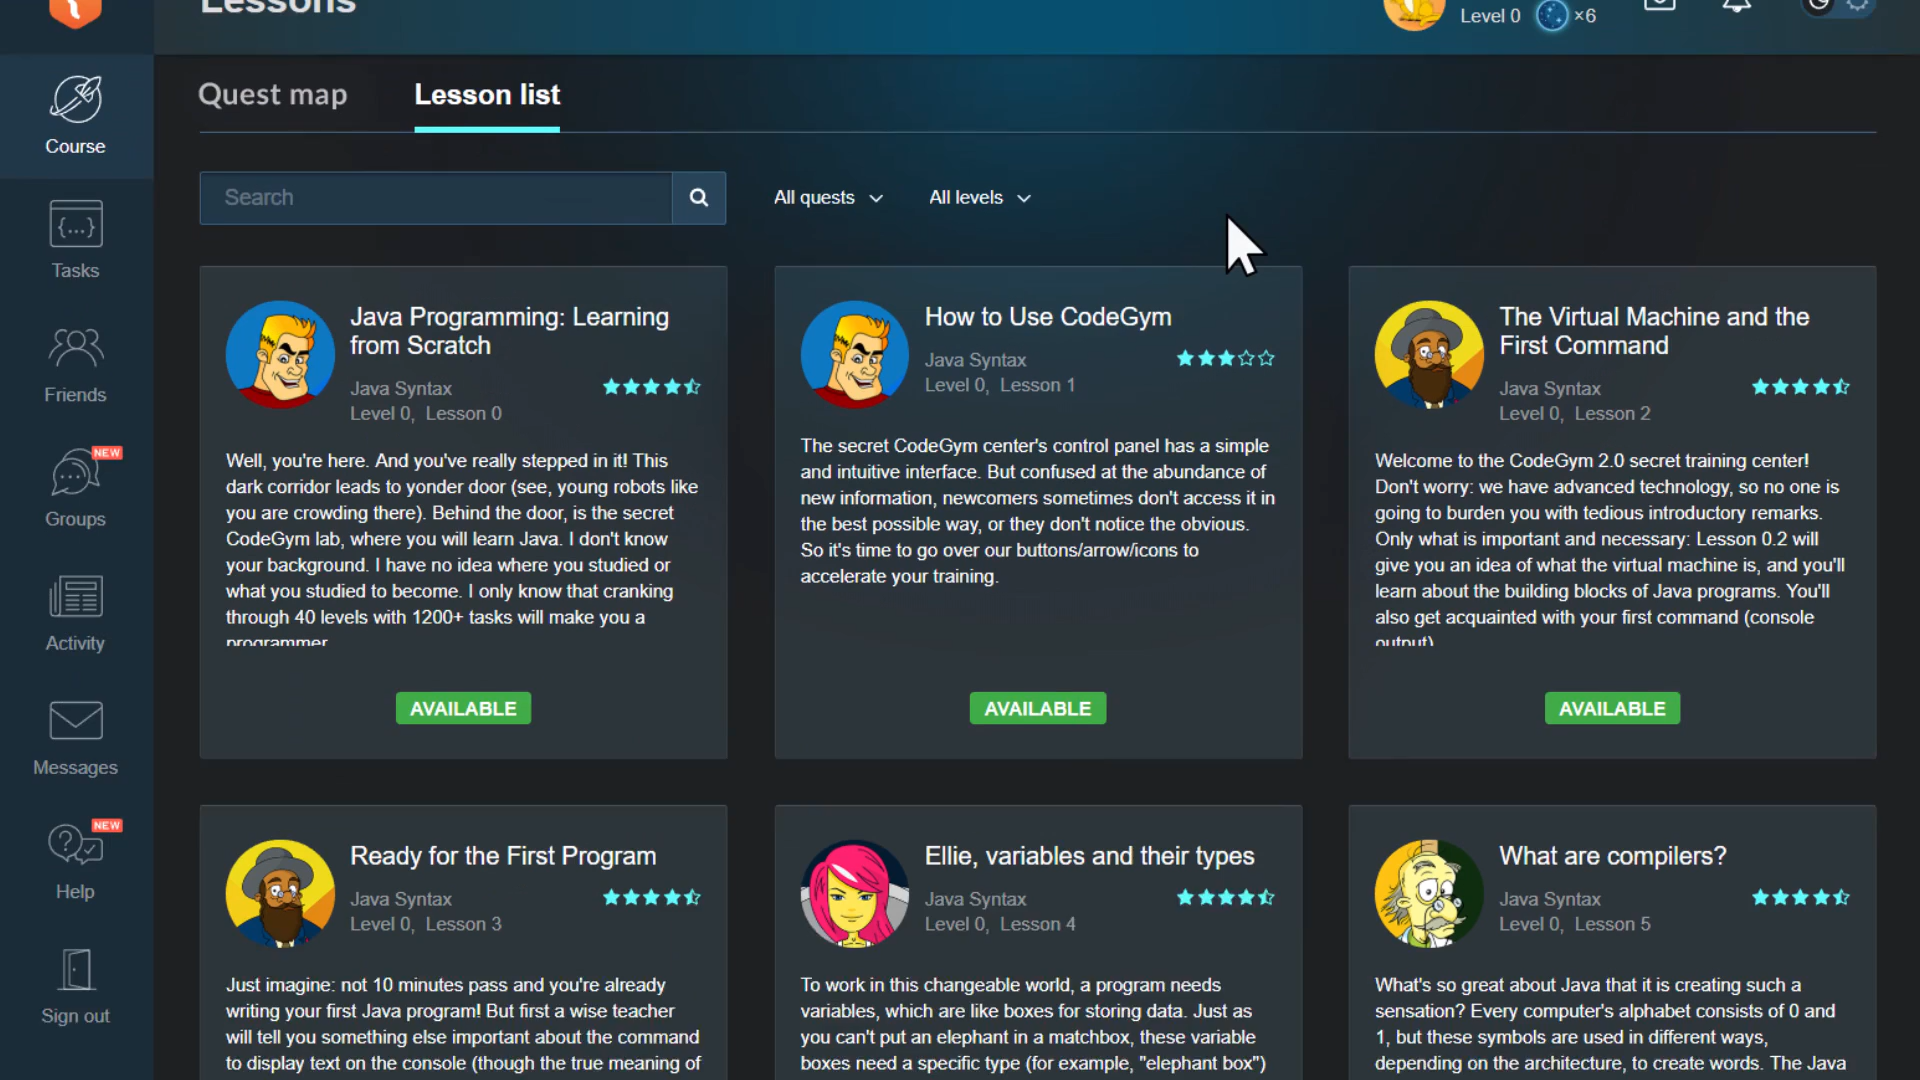 Lessons
Level 0 ×6
Course
Tasks
Friends
NEW
Groups
Activity
Messages
NEW
Help
Sign out
Quest map
Lesson list
Search
All quests
All levels
Java Programming: Learning
from Scratch
Java Syntax
Level 0, Lesson 0
Well, you're here. And you've really stepped in it! This
dark corridor leads to yonder door (see, young robots like
you are crowding there). Behind the door, is the secret
CodeGym lab, where you will learn Java. I don't know
your background. I have no idea where you studied or
what you studied to become. I only know that cranking
through 40 levels with 1200+ tasks will make you a
programmer
AVAILABLE
How to Use CodeGym
Java Syntax
Level 0, Lesson 1
The secret CodeGym center's control panel has a simple
and intuitive interface. But confused at the abundance of
new information, newcomers sometimes don't access it in
the best possible way, or they don't notice the obvious.
So it's time to go over our buttons/arrow/icons to
accelerate your training.
AVAILABLE
The Virtual Machine and the
First Command
Java Syntax
Level 0, Lesson 2
Welcome to the CodeGym 2.0 secret training center!
Don't worry: we have advanced technology, so no one is
going to burden you with tedious introductory remarks.
Only what is important and necessary: Lesson 0.2 will
give you an idea of what the virtual machine is, and you'll
learn about the building blocks of Java programs. You'll
also get acquainted with your first command (console
output)
AVAILABLE
Ready for the First Program
Java Syntax
Level 0, Lesson 3
Just imagine: not 10 minutes pass and you're already
writing your first Java program! But first a wise teacher
will tell you something else important about the command
to display text on the console (though the true meaning of
Ellie, variables and their types
Java Syntax
Level 0, Lesson 4
To work in this changeable world, a program needs
variables, which are like boxes for storing data. Just as
you can't put an elephant in a matchbox, these variable
boxes need a specific type (for example, "elephant box")
What are compilers?
Java Syntax
Level 0, Lesson 5
What's so great about Java that it is creating such a
sensation? Every computer's alphabet consists of 0 and
1, but these symbols are used in different ways,
depending on the architecture, to create words. The Java